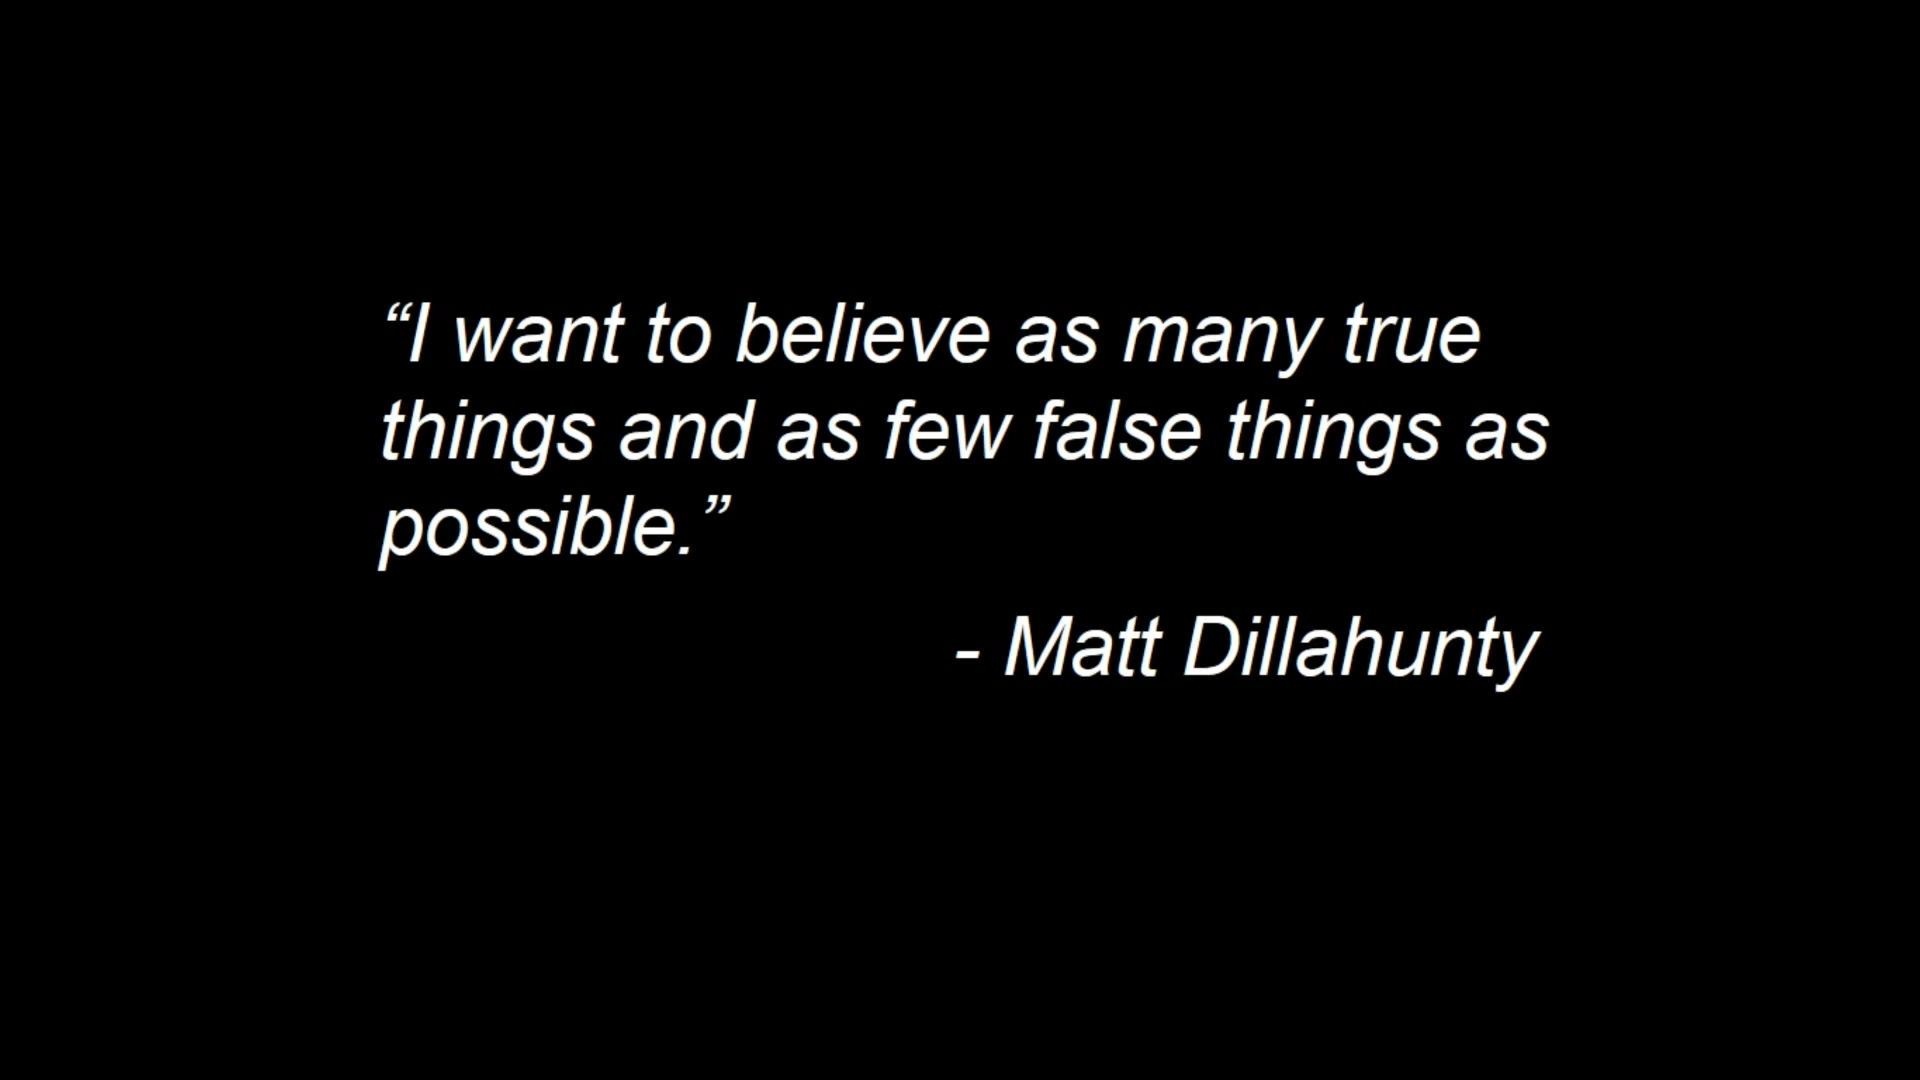 “I want to believe as many true
things and as few false things as
possible.”
- Matt Dillahunty